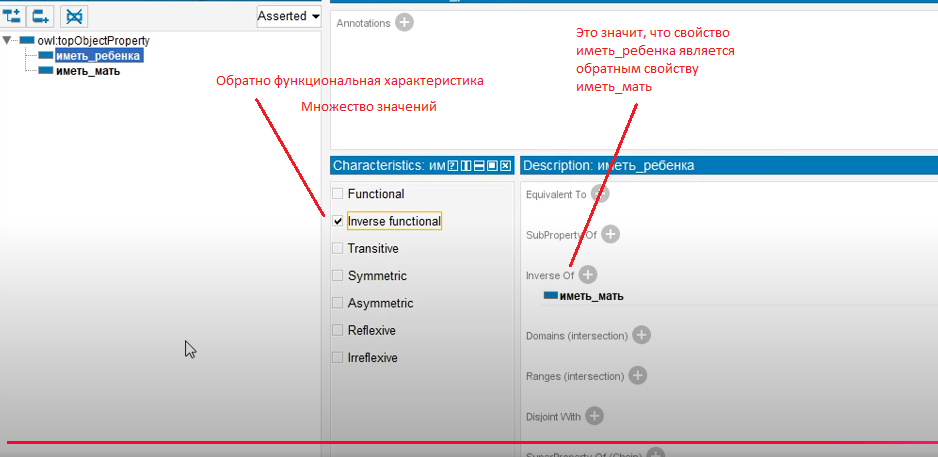 Asserted
owl:topObjectProperty
иметь_ребенка
иметь_мать
Annotations
Это значит, что свойство
иметь_ребенка является
обратным свойству
иметь_мать
Обратно функциональная характеристика
Множество значений
Characteristics: им
Functional
Inverse functional
Transitive
Symmetric
Asymmetric
Reflexive
Irreflexive
Description: иметь_ребенка
Equivalent To
SubProperty Of
Inverse Of
иметь_мать
Domains (intersection)
Ranges (intersection)
Disjoint With
SuperProperty Of (Chain)